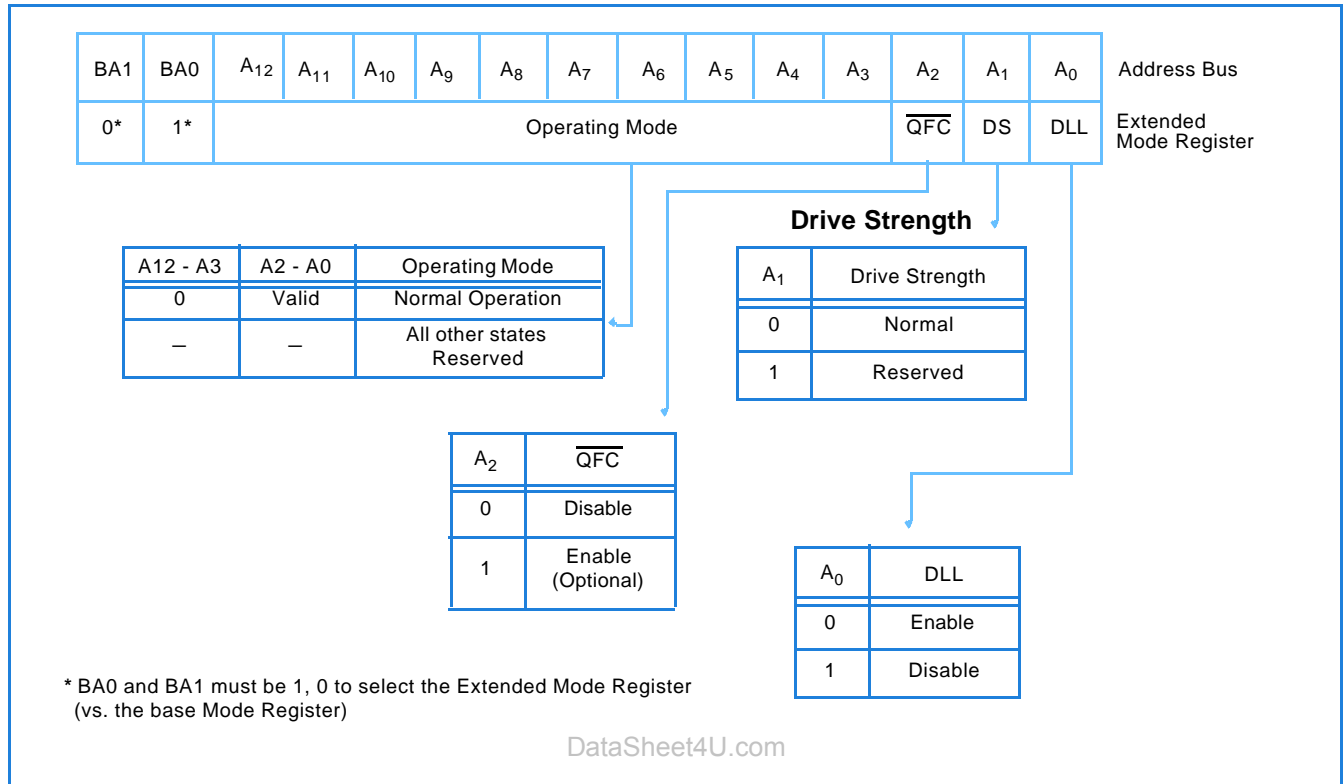 BA1 BA0 A12 A11 A10 A9 A8 A7 A6 A5 A4 A3 A2 A1 A0 Address Bus
0* 1* Operating Mode Q̅F̅C̅ DS DLL Extended
Mode Register
Drive Strength
A12 - A3 A2 - A0 Operating Mode
0 Valid Normal Operation
– – All other states
Reserved
A1 Drive Strength
0 Normal
1 Reserved
A2 Q̅F̅C̅
0 Disable
1 Enable
(Optional)
A0 DLL
0 Enable
1 Disable
* BA0 and BA1 must be 1, 0 to select the Extended Mode Register
(vs. the base Mode Register)
DataSheet4U.com